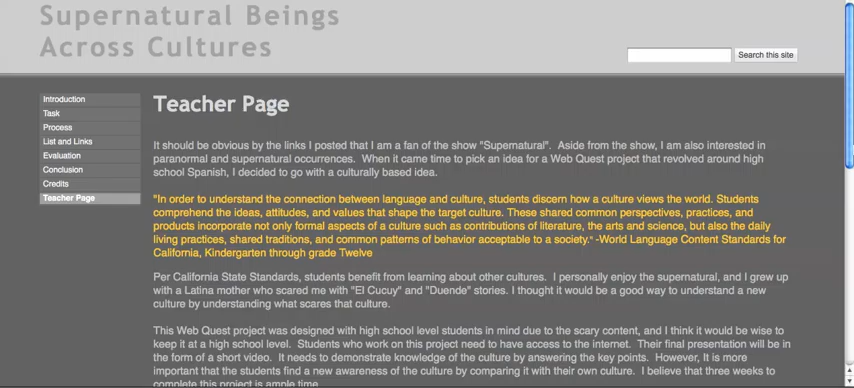 Supernatural Beings
Across Cultures
Search this site
Introduction
Task
Process
List and Links
Evaluation
Conclusion
Credits
Teacher Page
Teacher Page
It should be obvious by the links I posted that I am a fan of the show "Supernatural".  Aside from the show, I am also interested in
paranormal and supernatural occurrences.  When it came time to pick an idea for a Web Quest project that revolved around high
school Spanish, I decided to go with a culturally based idea.
"In order to understand the connection between language and culture, students discern how a culture views the world. Students
comprehend the ideas, attitudes, and values that shape the target culture. These shared common perspectives, practices, and
products incorporate not only formal aspects of a culture such as contributions of literature, the arts and science, but also the daily
living practices, shared traditions, and common patterns of behavior acceptable to a society." -World Language Content Standards for
California, Kindergarten through grade Twelve
Per California State Standards, students benefit from learning about other cultures.  I personally enjoy the supernatural, and I grew up
with a Latina mother who scared me with "El Cucuy" and "Duende" stories. I thought it would be a good way to understand a new
culture by understanding what scares that culture.
This Web Quest project was designed with high school level students in mind due to the scary content, and I think it would be wise to
keep it at a high school level.  Students who work on this project need to have access to the internet.  Their final presentation will be in
the form of a short video.  It needs to demonstrate knowledge of the culture by answering the key points.  However, It is more
important that the students find a new awareness of the culture by comparing it with their own culture.  I believe that three weeks to
complete this project is ample time.